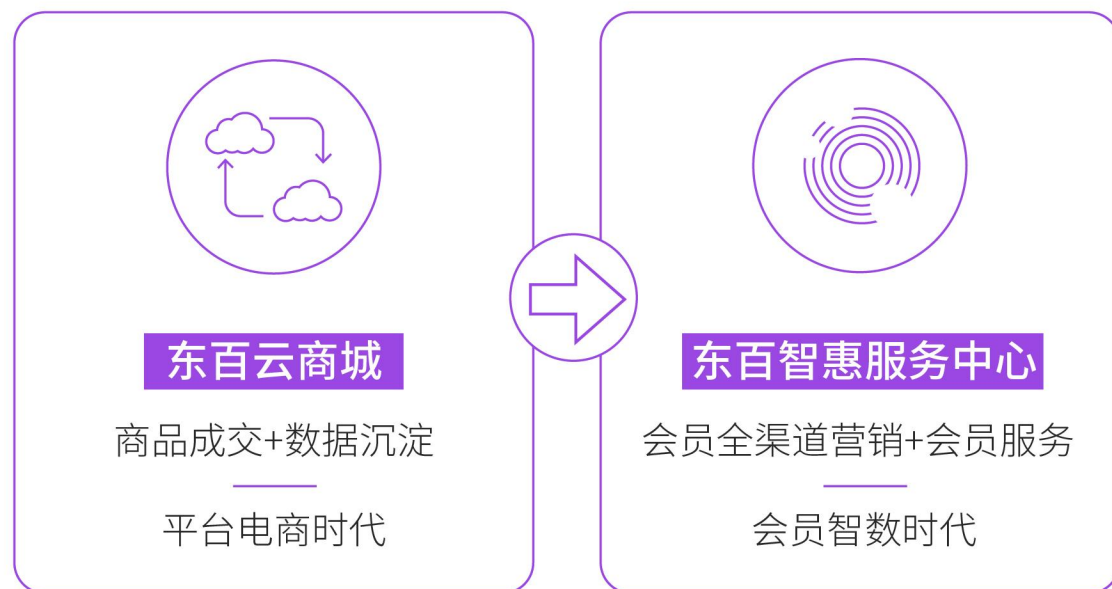 东百云商城
商品成交+数据沉淀
平台电商时代
东百智惠服务中心
会员全渠道营销+会员服务
会员智数时代